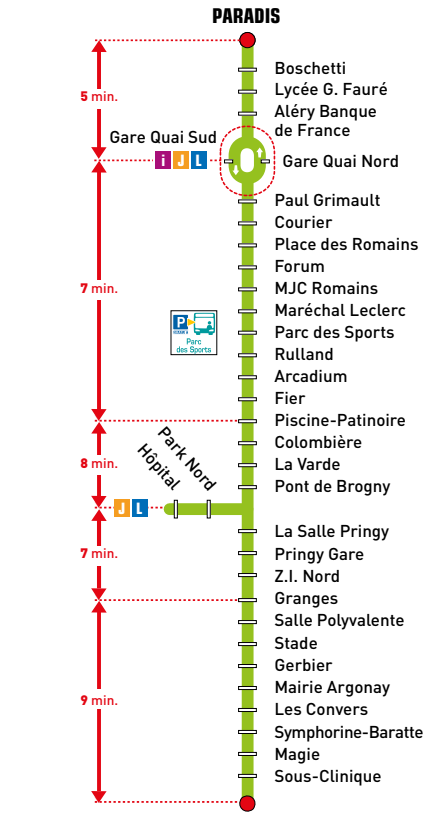 PARADIS
Boschetti
5 min.
Lycée G. Fauré
Aléry Banque
de France
Gare Quai Sud
i J L
Gare Quai Nord
Paul Grimault
Courier
Place des Romains
Forum
7 min.
MJC Romains
Maréchal Leclerc
P
Parc
des Sports
Parc des Sports
Rulland
Arcadium
Fier
Piscine-Patinoire
Colombière
8 min.
Park Nord
Hôpital
La Varde
Pont de Brogny
J L
La Salle Pringy
7 min.
Pringy Gare
Z.I. Nord
Granges
Salle Polyvalente
Stade
Gerbier
Mairie Argonay
9 min.
Les Convers
Symphorine-Baratte
Magie
Sous-Clinique